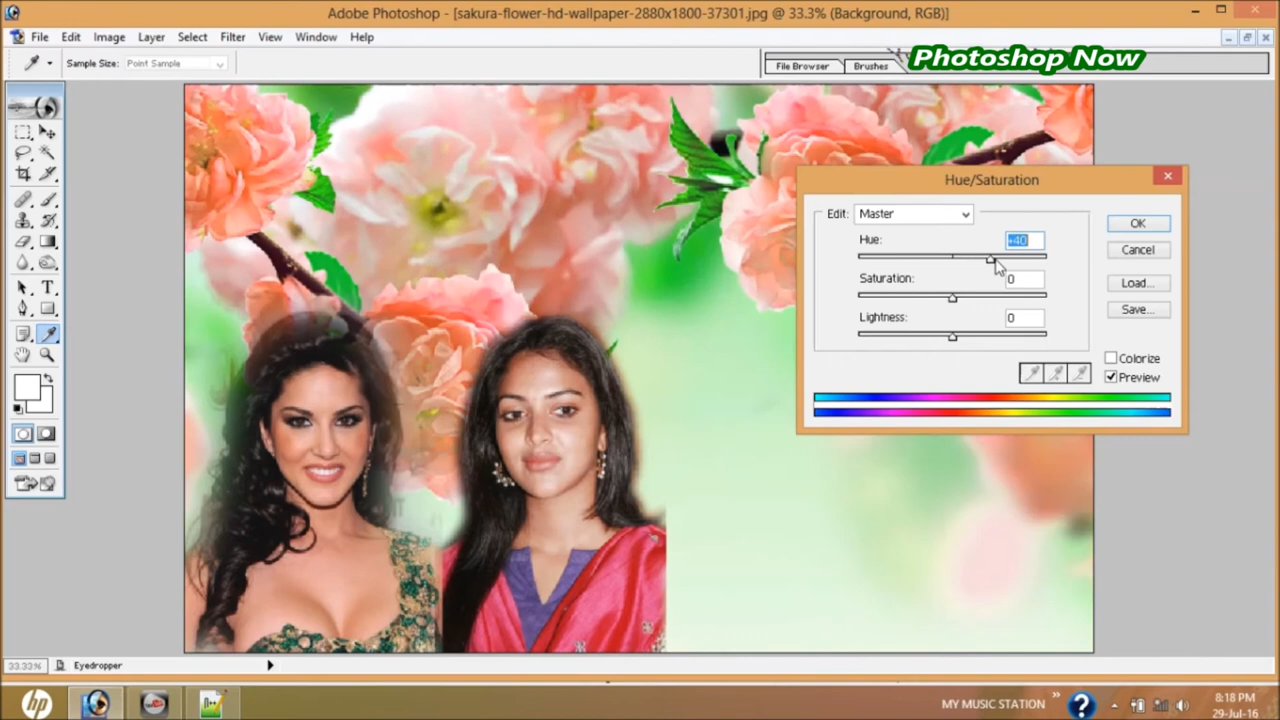 Adobe Photoshop - [sakura-flower-hd-wallpaper-2880x1800-37301.jpg @ 33.3% (Background, RGB)]
File Edit Image Layer Select Filter View Window Help
Sample Size: Point Sample
File Browser Brushes
Photoshop Now
Hue/Saturation
Edit: Master
OK
Hue: +40
Cancel
Saturation: 0
Load...
Save...
Lightness: 0
Colorize
Preview
33.33% Eyedropper
hp
MY MUSIC STATION
8:18 PM
29-Jul-16